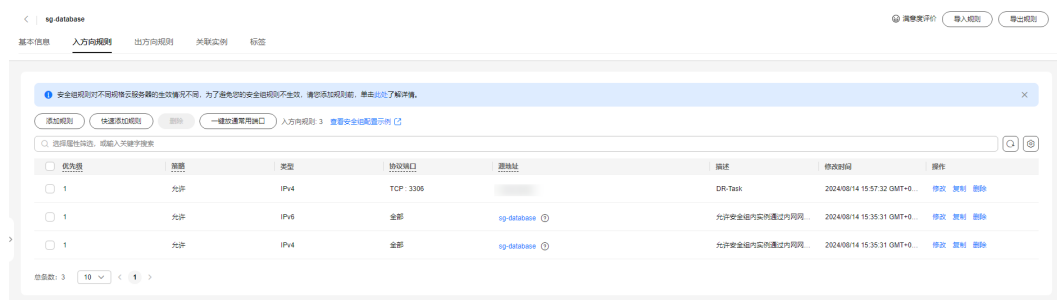 sg-database 满意度评价 导入规则 导出规则
基本信息 入方向规则 出方向规则 关联实例 标签
安全组规则对不同规格云服务器的生效情况不同，为了避免您的安全组规则不生效，请您添加规则前，单击此处了解详情。
添加规则 快速添加规则 删除 一键放通常用端口 入方向规则: 3 查看安全组配置示例
选择属性筛选，或输入关键字搜索
优先级 策略 类型 协议端口 源地址 描述 修改时间 操作
1 允许 IPv4 TCP : 3306 DR-Task 2024/08/14 15:57:32 GMT+0... 修改 复制 删除
1 允许 IPv6 全部 sg-database 允许安全组内实例通过内网网... 2024/08/14 15:35:31 GMT+0... 修改 复制 删除
1 允许 IPv4 全部 sg-database 允许安全组内实例通过内网网... 2024/08/14 15:35:31 GMT+0... 修改 复制 删除
总条数: 3 10 1